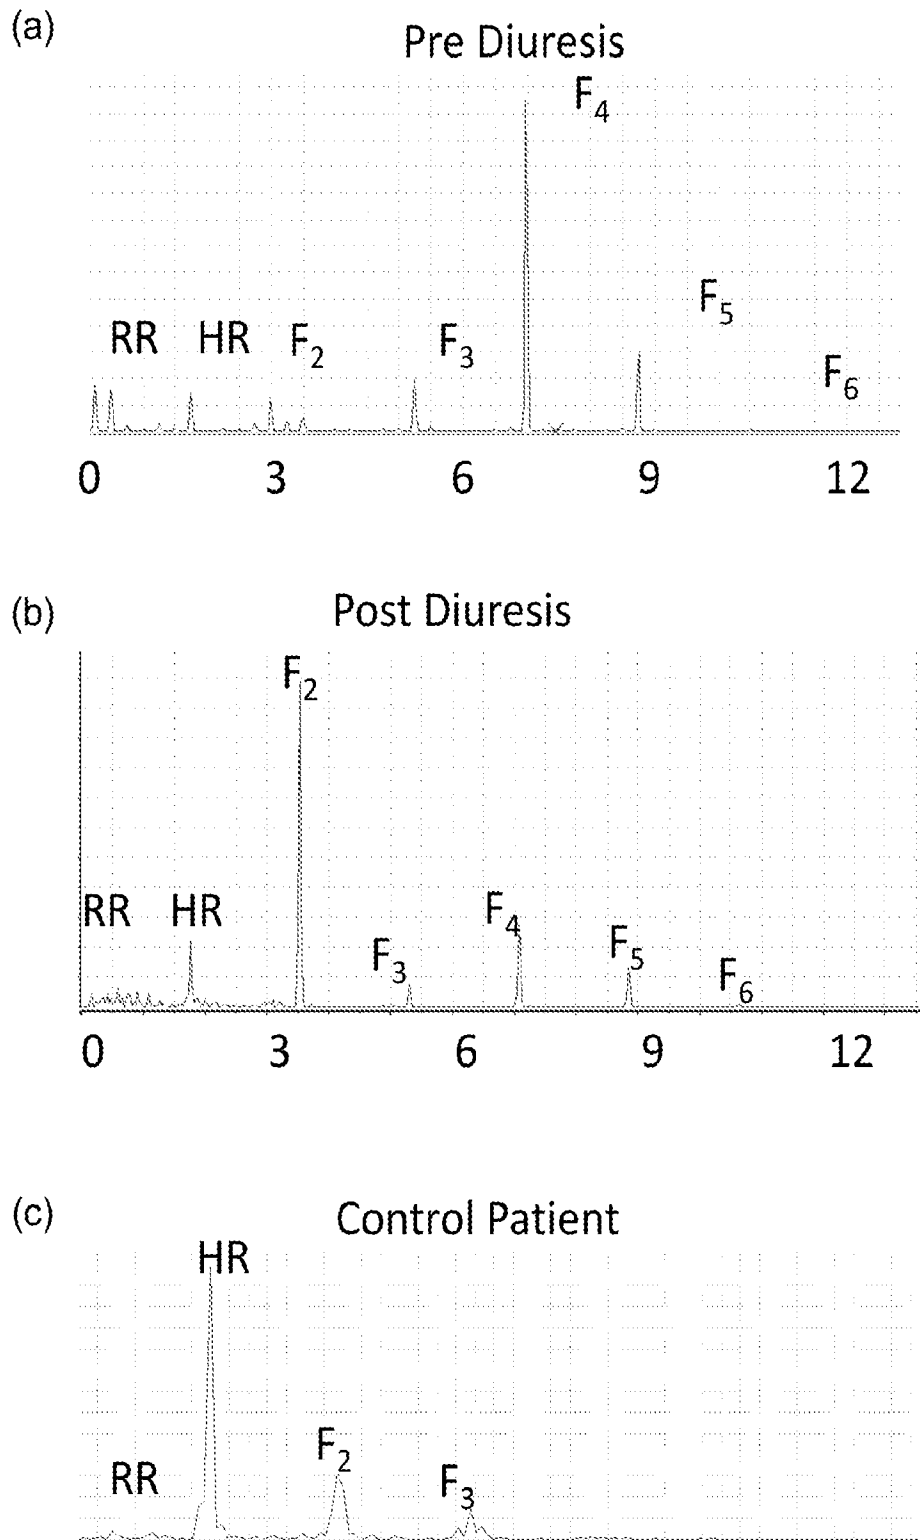 (a)
Pre Diuresis
F4
F5
RR HR F2 F3
F6
0 3 6 9 12
(b)
Post Diuresis
F2
RR HR F4
F3 F5
F6
0 3 6 9 12
(c)
Control Patient
HR
F2
RR F3